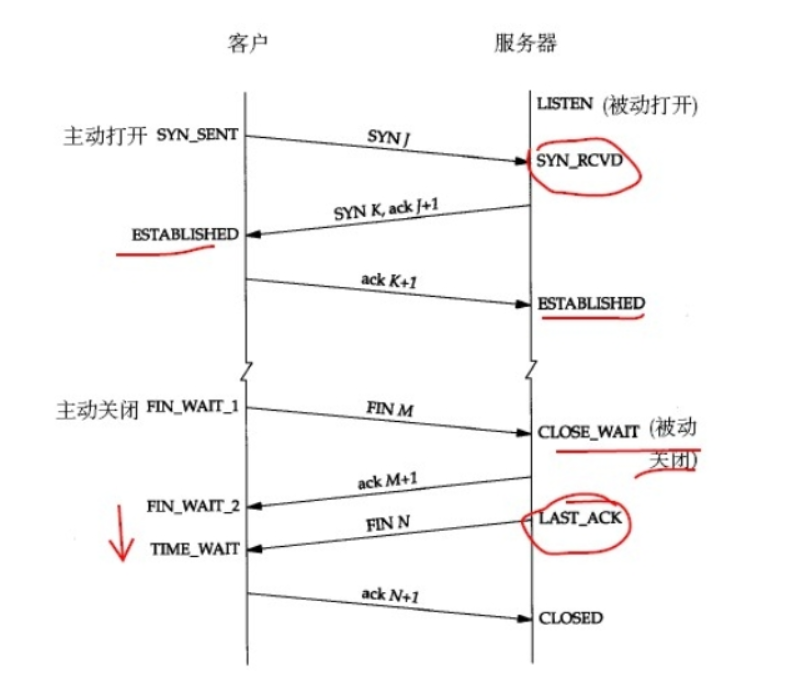 客户 服务器
LISTEN (被动打开)
主动打开 SYN_SENT
SYN J
SYN_RCVD
SYN K, ack J+1
ESTABLISHED
ack K+1
ESTABLISHED
主动关闭 FIN_WAIT_1
FIN M
CLOSE_WAIT (被动
关闭)
ack M+1
FIN_WAIT_2
LAST_ACK
FIN N
TIME_WAIT
ack N+1
CLOSED